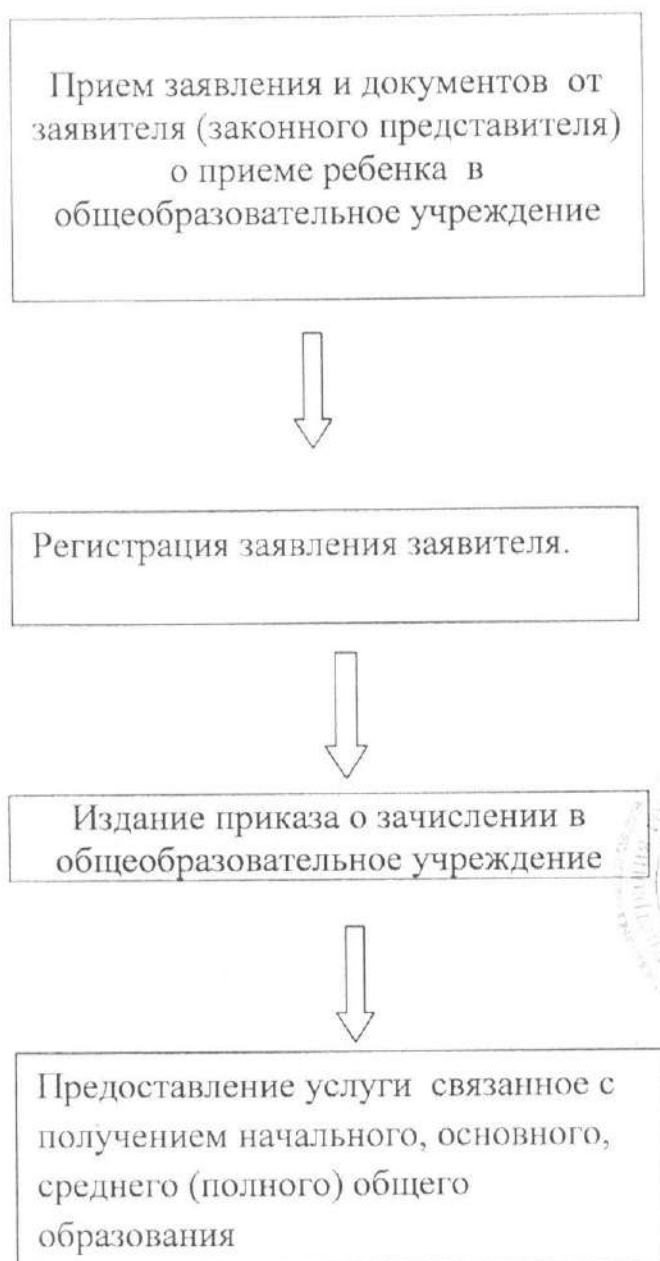 Прием заявления и документов от
заявителя (законного представителя)
о приеме ребенка в
общеобразовательное учреждение
Регистрация заявления заявителя.
Издание приказа о зачислении в
общеобразовательное учреждение
Предоставление услуги связанное с
получением начального, основного,
среднего (полного) общего
образования